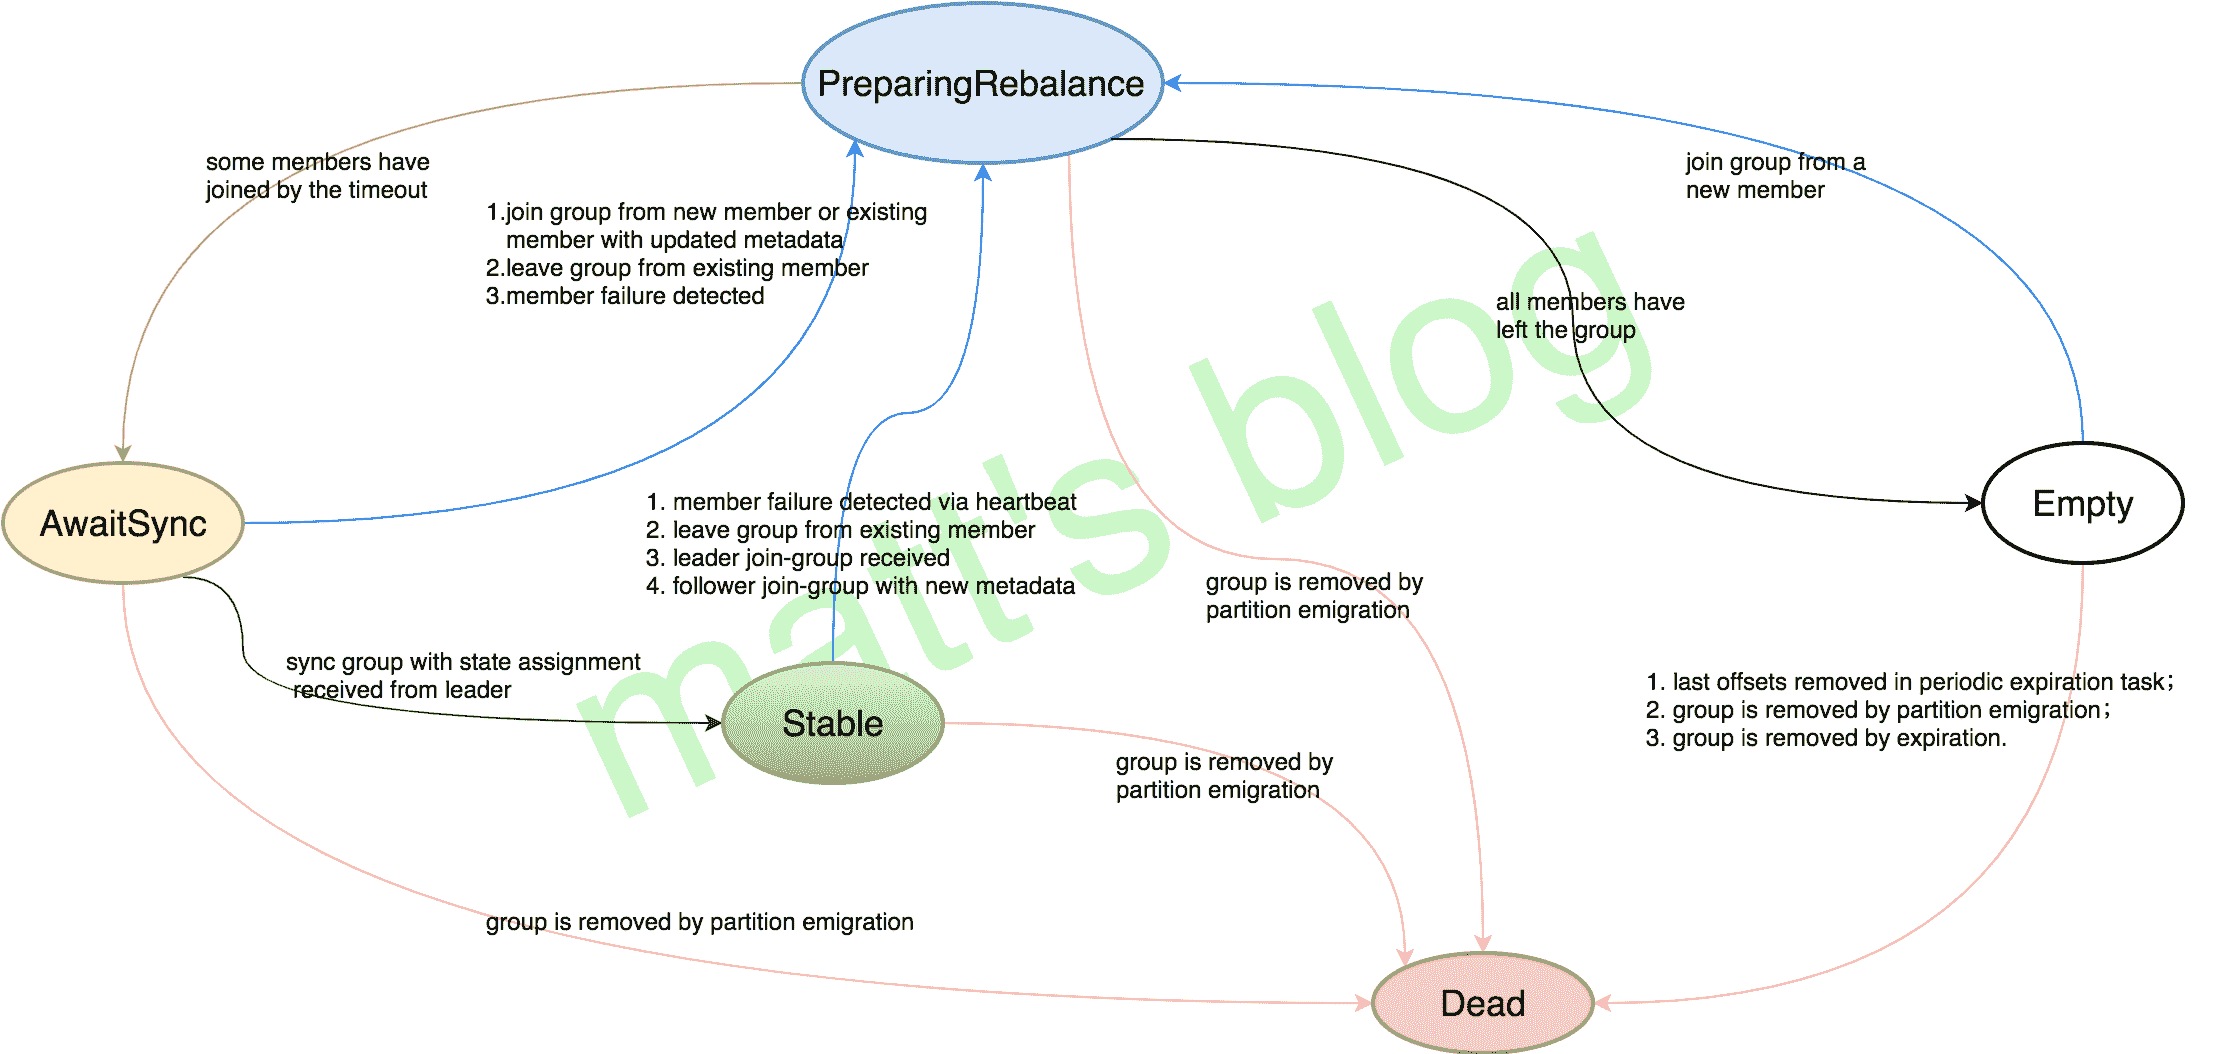 PreparingRebalance
some members have
joined by the timeout
join group from a
new member
1.join group from new member or existing
member with updated metadata
2.leave group from existing member
3.member failure detected
all members have
left the group
AwaitSync
Empty
1. member failure detected via heartbeat
2. leave group from existing member
3. leader join-group received
4. follower join-group with new metadata
group is removed by
partition emigration
sync group with state assignment
received from leader
Stable
1. last offsets removed in periodic expiration task;
2. group is removed by partition emigration;
3. group is removed by expiration.
group is removed by
partition emigration
group is removed by partition emigration
Dead
matt's blog